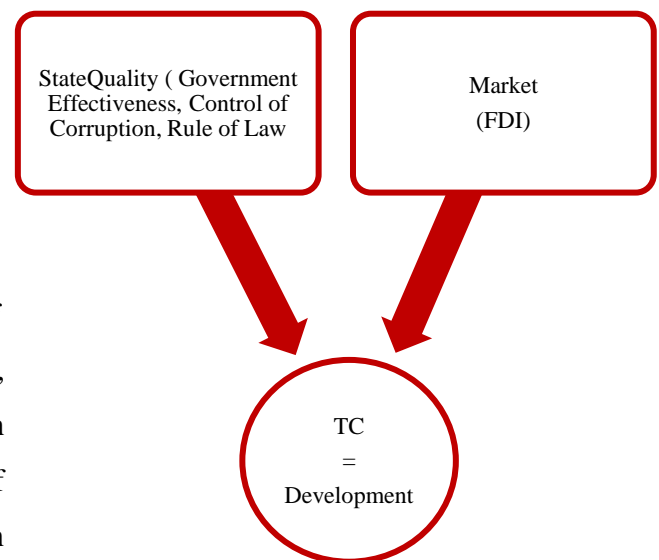 StateQuality ( Government
Effectiveness, Control of
Corruption, Rule of Law
Market
(FDI)
TC
=
Development